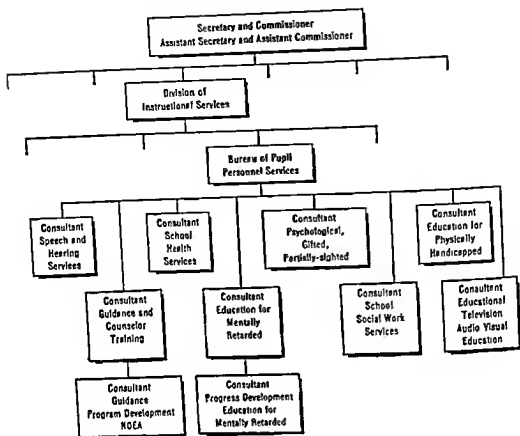 Secretary and Commissioner
Assistant Secretary and Assistant Commissioner
Division of
Instructional Services
Bureau of Pupil
Personnel Services
Consultant
Speech and
Hearing
Services
Consultant
School
Health
Services
Consultant
Psychological,
Gifted,
Partially-sighted
Consultant
Education for
Physically
Handicapped
Consultant
Guidance and
Counselor
Training
Consultant
Education for
Mentally
Retarded
Consultant
School
Social Work
Services
Consultant
Educational
Television
Audio Visual
Education
Consultant
Guidance
Program Development
NDEA
Consultant
Progress Development
Education for
Mentally Retarded